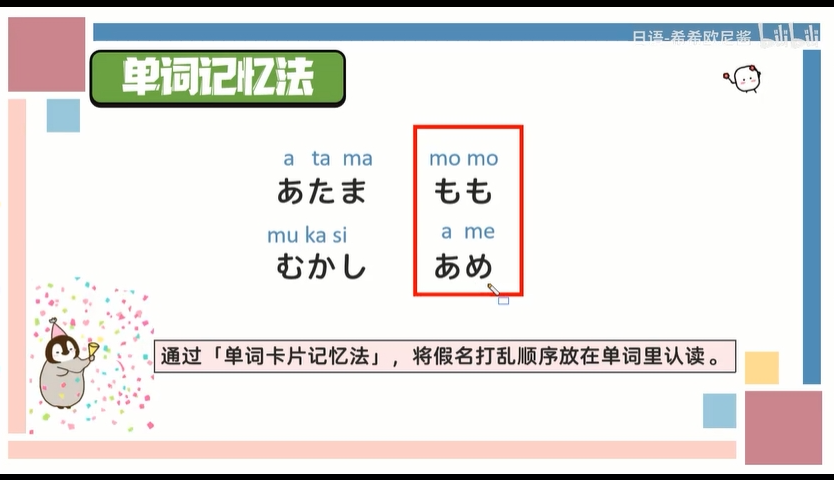 日语-希希欧尼酱 bilibili
单词记忆法
a ta ma mo mo
あたま もも
mu ka si a me
むかし あめ
通过「单词卡片记忆法」，将假名打乱顺序放在单词里认读。